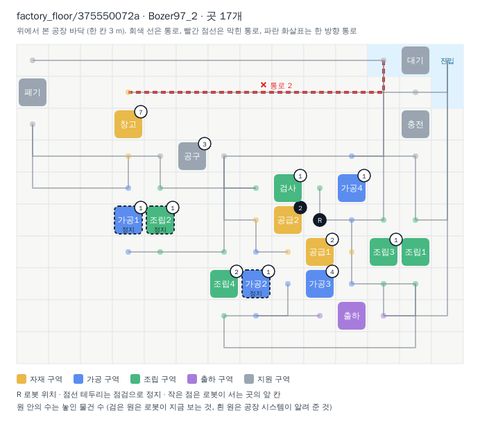 factory_floor/375550072a · Bozer97_2 · 곳 17개
위에서 본 공장 바닥 (한 칸 3 m). 회색 선은 통로, 빨간 점선은 막힌 통로, 파란 화살표는 한 방향 통로
대기
진입
✖ 통로 2
폐기
창고
7
충전
공구
3
검사
1
가공4
1
가공1
1
정지
조립2
1
정지
공급2
2
R
공급1
2
조립3
1
조립1
조립4
2
가공2
1
정지
가공3
4
출하
자재 구역
가공 구역
조립 구역
출하 구역
지원 구역
R 로봇 위치 · 점선 테두리는 점검으로 정지 · 작은 점은 로봇이 서는 곳의 앞 칸
원 안의 수는 놓인 물건 수 (검은 원은 로봇이 지금 보는 것, 흰 원은 공장 시스템이 알려 준 것)